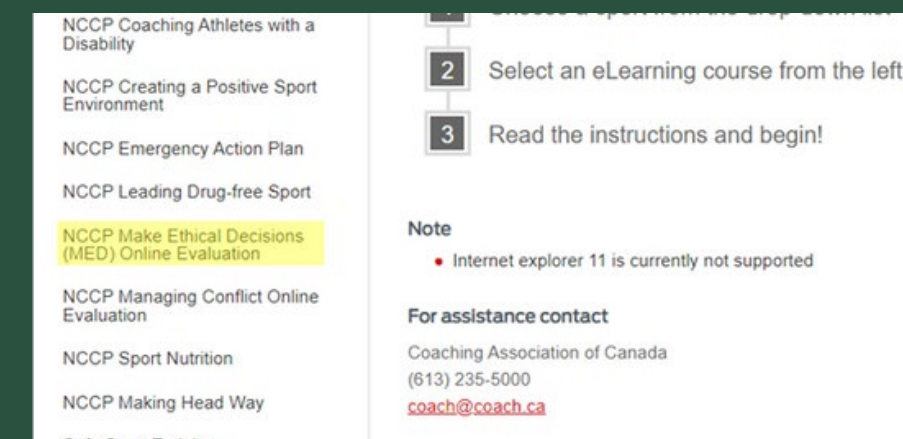 NCCP Coaching Athletes with a
Disability
NCCP Creating a Positive Sport
Environment
NCCP Emergency Action Plan
NCCP Leading Drug-free Sport
NCCP Make Ethical Decisions
(MED) Online Evaluation
NCCP Managing Conflict Online
Evaluation
NCCP Sport Nutrition
NCCP Making Head Way
2 Select an eLearning course from the left
3 Read the instructions and begin!
Note
• Internet explorer 11 is currently not supported
For assistance contact
Coaching Association of Canada
(613) 235-5000
coach@coach.ca